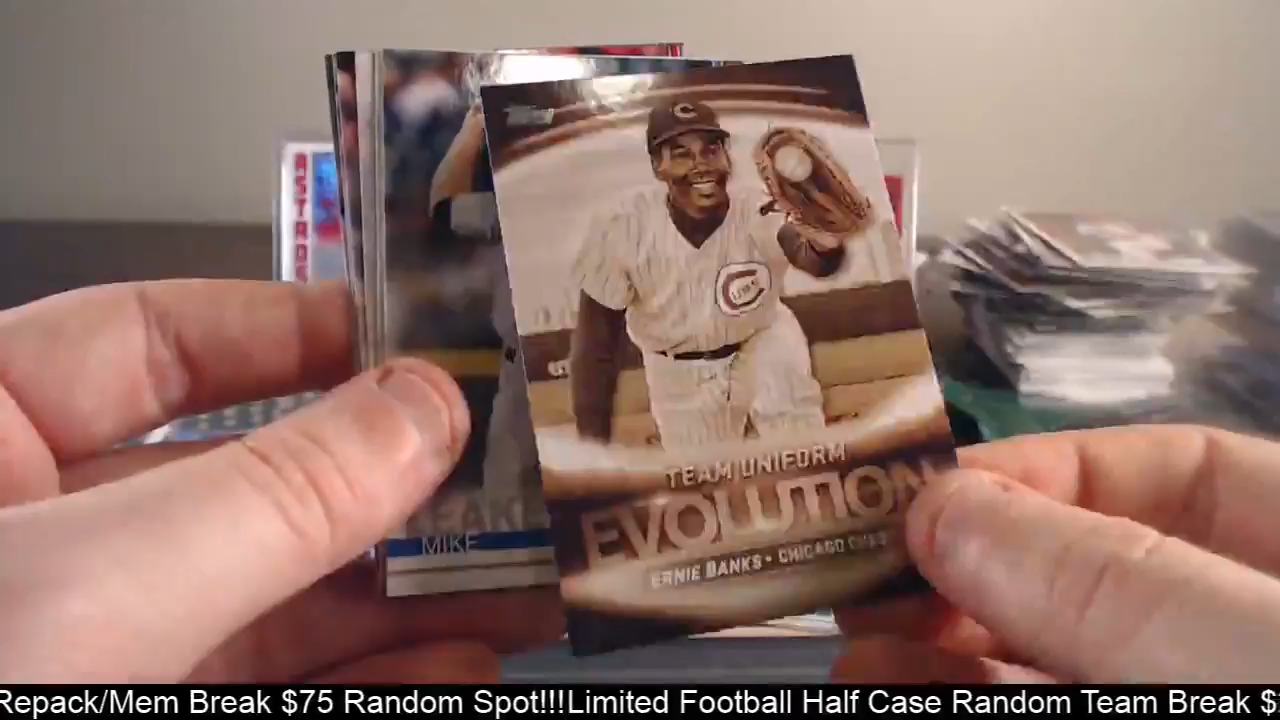 Topps
C
ASTROS
C
UBS
TEAM UNIFORM
EVOLUTION
ERNIE BANKS • CHICAGO CUBS
MIKE
Repack/Mem Break $75 Random Spot!!!Limited Football Half Case Random Team Break $